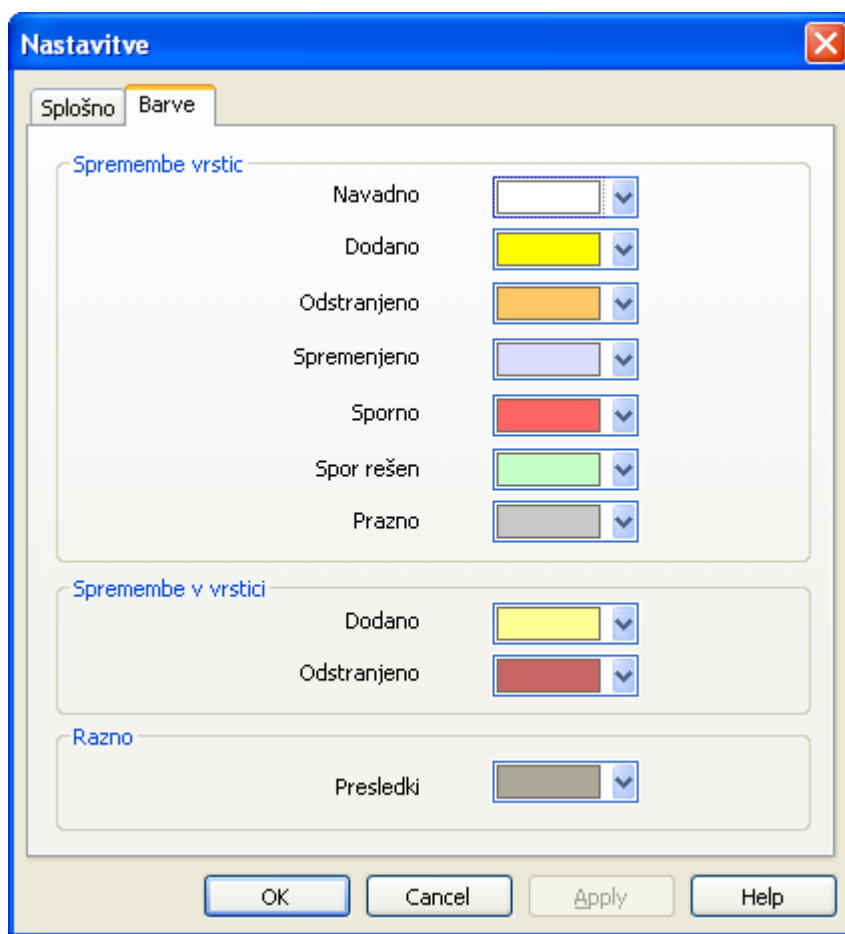 Nastavitve
Splošno Barve
Spremembe vrstic
Navadno
Dodano
Odstranjeno
Spremenjeno
Sporno
Spor rešen
Prazno
Spremembe v vrstici
Dodano
Odstranjeno
Razno
Presledki
OK Cancel Apply Help